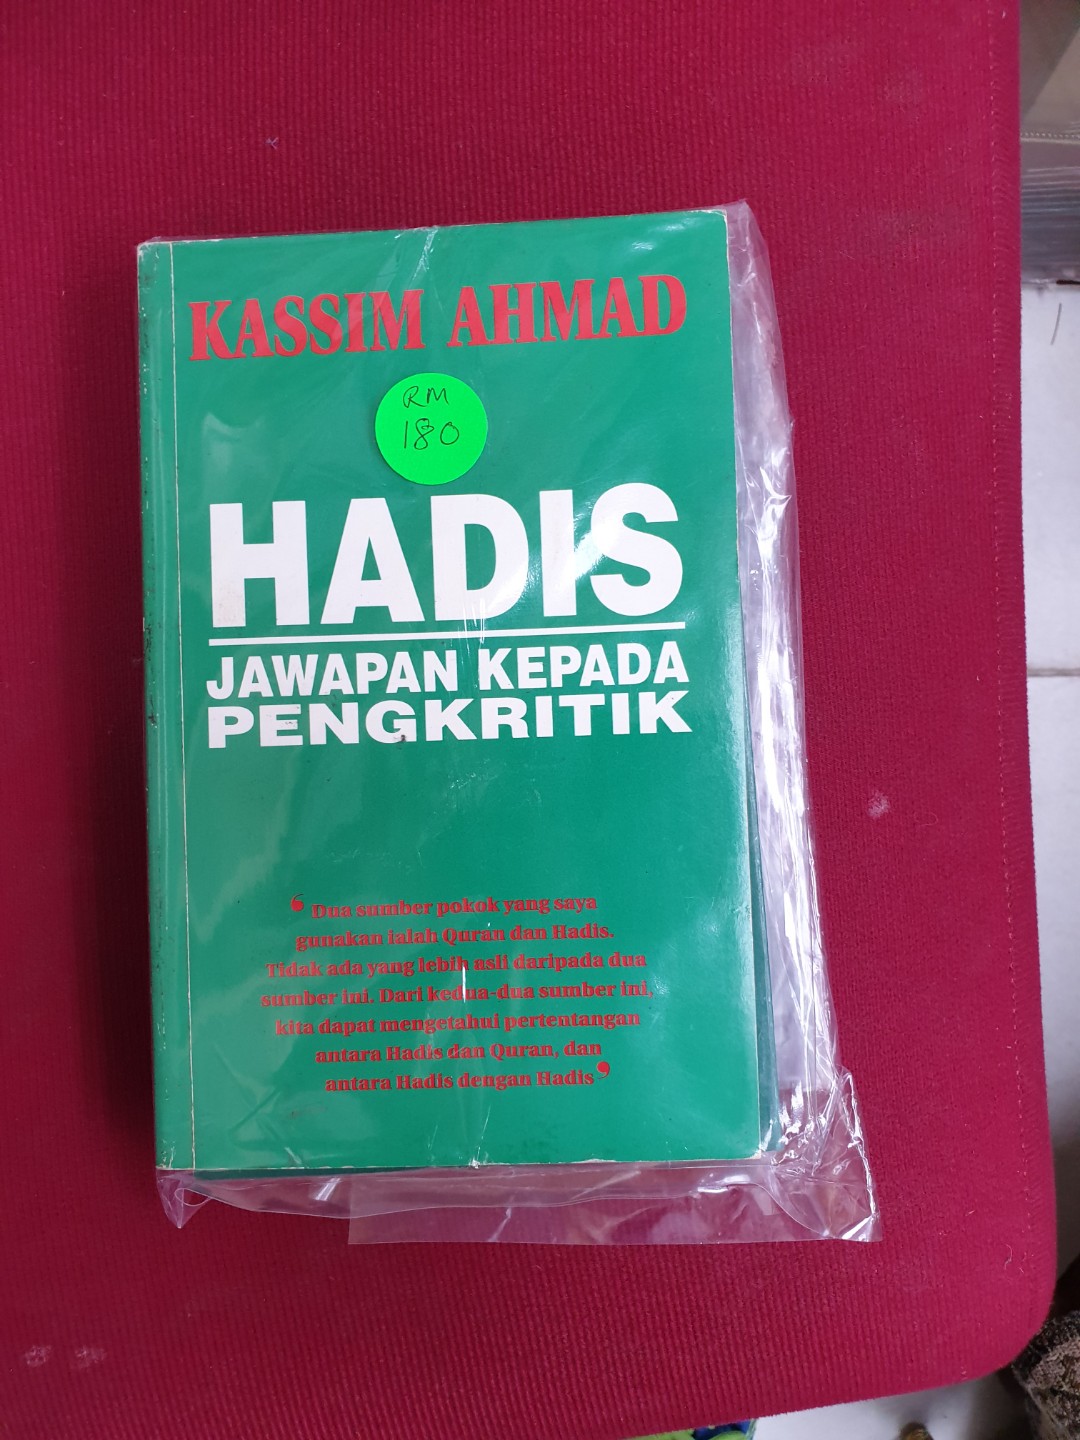 KASSIM AHMAD
RM
180
HADIS
JAWAPAN KEPADA
PENGKRITIK
‘ Dua sumber pokok yang saya
gunakan ialah Quran dan Hadis.
Tidak ada yang lebih asli daripada dua
sumber ini. Dari kedua-dua sumber ini,
kita dapat mengetahui pertentangan
antara Hadis dan Quran, dan
antara Hadis dengan Hadis ’